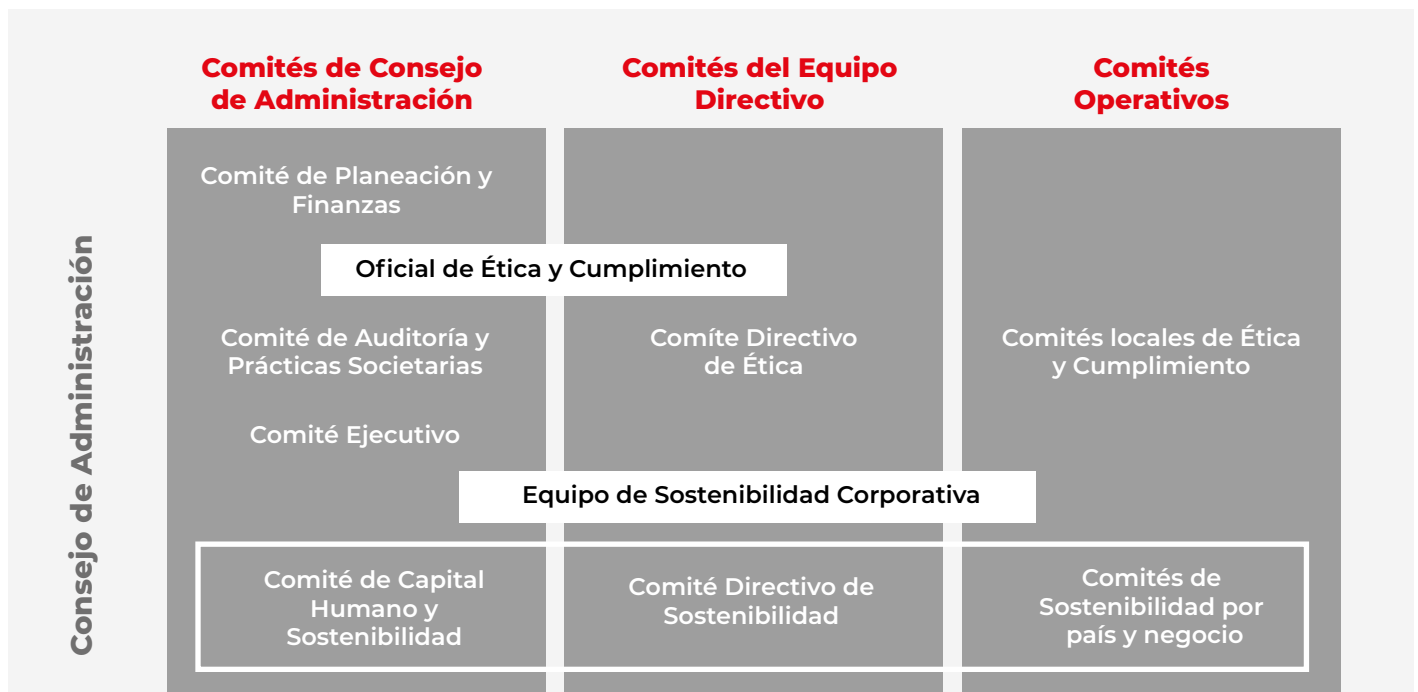 Comités de Consejo
de Administración
Comités del Equipo
Directivo
Comités
Operativos
Consejo de Administración
Comité de Planeación y
Finanzas
Oficial de Ética y Cumplimiento
Comité de Auditoría y
Prácticas Societarias
Comíte Directivo
de Ética
Comités locales de Ética
y Cumplimiento
Comité Ejecutivo
Equipo de Sostenibilidad Corporativa
Comité de Capital
Humano y
Sostenibilidad
Comité Directivo de
Sostenibilidad
Comités de
Sostenibilidad por
país y negocio